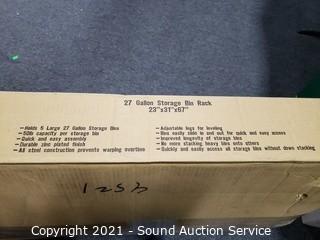 27 Gallon Storage Bin Rack
23"x31"x67"
-Holds 6 Large 27 Gallon Storage Bins
-50lb capacity per storage bin
-Quick and easy assembly
-Durable zinc plated finish
-All steel construction prevents warping overtime
-Adjustable legs for leveling
-Bins easily slide in and out for quick and easy access
-Improved longevity of storage bins
-No more stacking heavy bins onto others
-Quickly and easily access all storage bins without down stacking
Copyright 2021 - Sound Auction Service